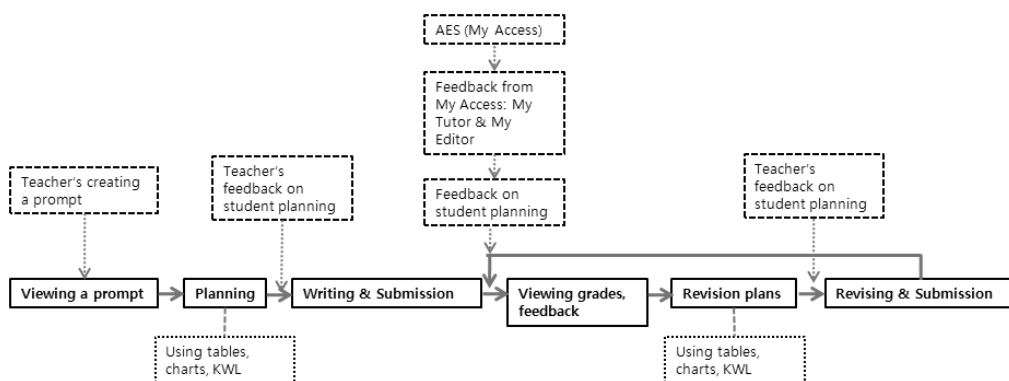 AES (My Access)
Feedback from
My Access: My
Tutor & My
Editor
Teacher's creating
a prompt
Teacher's
feedback on
student planning
Feedback on
student planning
Teacher's
feedback on
student planning
Viewing a prompt
Planning
Writing & Submission
Viewing grades,
feedback
Revision plans
Revising & Submission
Using tables,
charts, KWL
Using tables,
charts, KWL